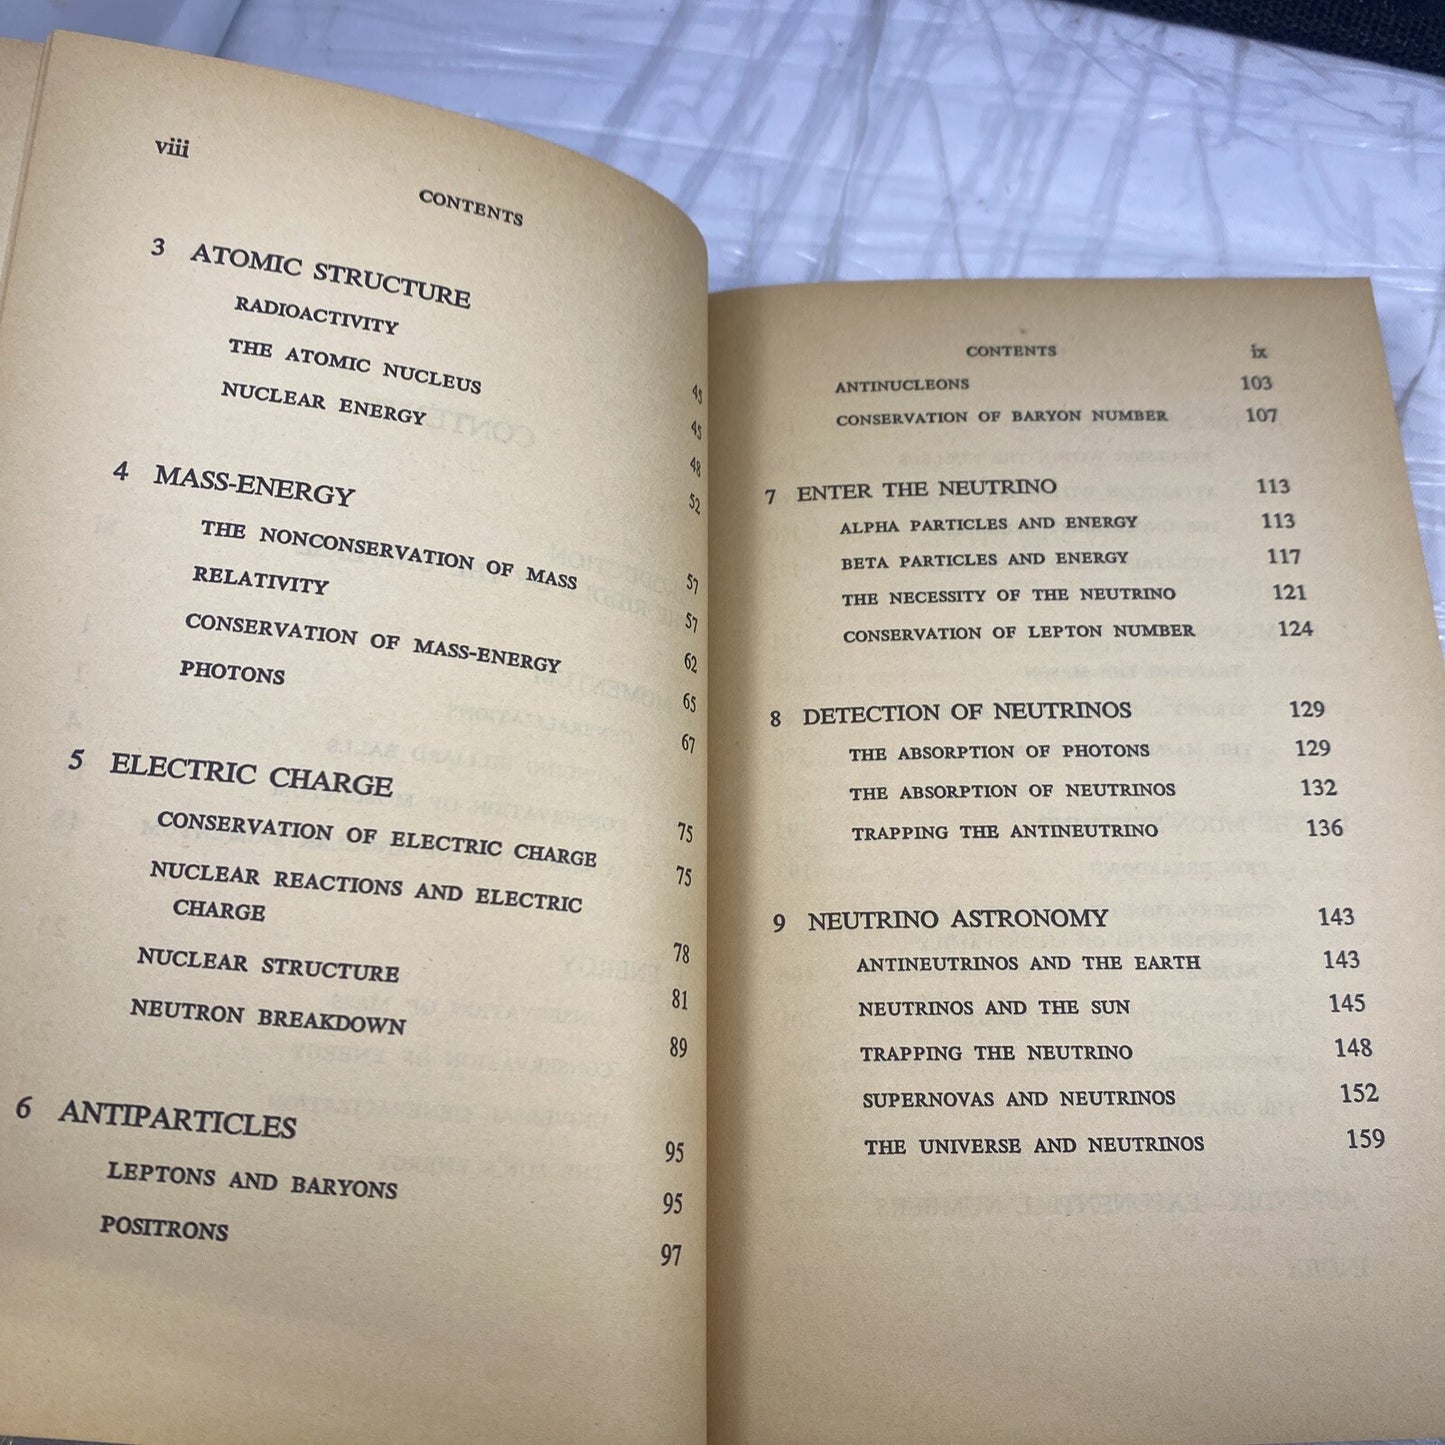 viii
CONTENTS
3 ATOMIC STRUCTURE 45
RADIOACTIVITY 45
THE ATOMIC NUCLEUS 48
NUCLEAR ENERGY 52
4 MASS-ENERGY 57
THE NONCONSERVATION OF MASS 57
RELATIVITY 62
CONSERVATION OF MASS-ENERGY 65
PHOTONS 67
5 ELECTRIC CHARGE 75
CONSERVATION OF ELECTRIC CHARGE 75
NUCLEAR REACTIONS AND ELECTRIC
CHARGE 78
NUCLEAR STRUCTURE 81
NEUTRON BREAKDOWN 89
6 ANTIPARTICLES 95
LEPTONS AND BARYONS 95
POSITRONS 97
CONTENTS ix
ANTINUCLEONS 103
CONSERVATION OF BARYON NUMBER 107
7 ENTER THE NEUTRINO 113
ALPHA PARTICLES AND ENERGY 113
BETA PARTICLES AND ENERGY 117
THE NECESSITY OF THE NEUTRINO 121
CONSERVATION OF LEPTON NUMBER 124
8 DETECTION OF NEUTRINOS 129
THE ABSORPTION OF PHOTONS 129
THE ABSORPTION OF NEUTRINOS 132
TRAPPING THE ANTINEUTRINO 136
9 NEUTRINO ASTRONOMY 143
ANTINEUTRINOS AND THE EARTH 143
NEUTRINOS AND THE SUN 145
TRAPPING THE NEUTRINO 148
SUPERNOVAS AND NEUTRINOS 152
THE UNIVERSE AND NEUTRINOS 159